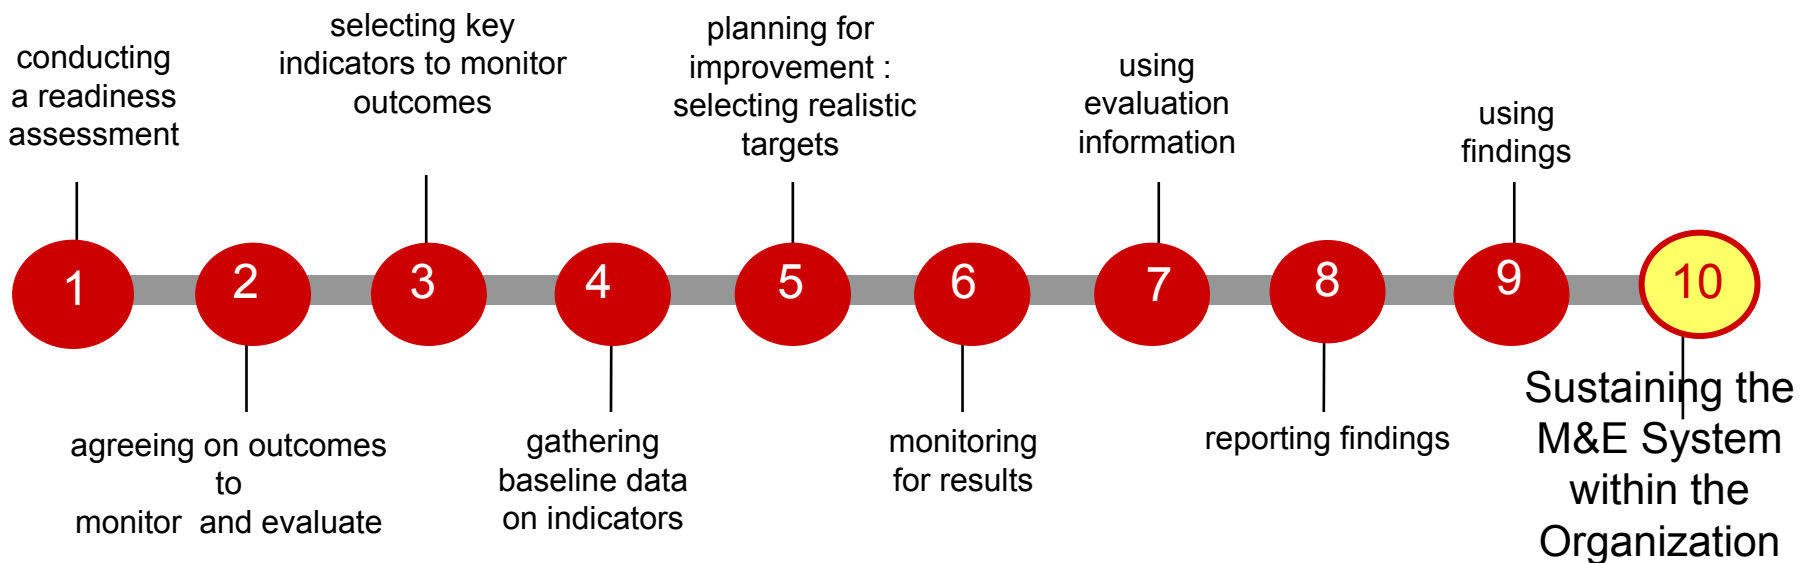 conducting
a readiness
assessment
selecting key
indicators to monitor
outcomes
planning for
improvement :
selecting realistic
targets
using
evaluation
information
using
findings
1
2
3
4
5
6
7
8
9
10
agreeing on outcomes
to
monitor and evaluate
gathering
baseline data
on indicators
monitoring
for results
reporting findings
Sustaining the
M&E System
within the
Organization